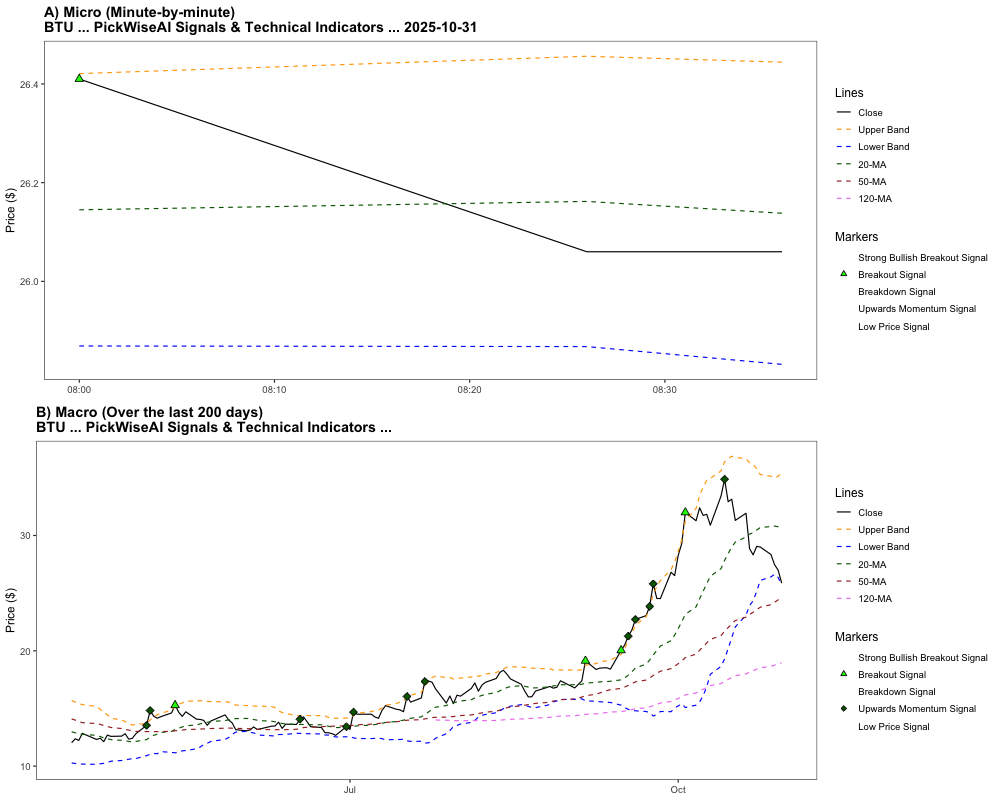 A) Micro (Minute-by-minute)
BTU ... PickWiseAI Signals & Technical Indicators ... 2025-10-31
Price ($)
26.4
26.2
26.0
08:00
08:10
08:20
08:30
Lines
Close
Upper Band
Lower Band
20-MA
50-MA
120-MA
Markers
Strong Bullish Breakout Signal
Breakout Signal
Breakdown Signal
Upwards Momentum Signal
Low Price Signal
B) Macro (Over the last 200 days)
BTU ... PickWiseAI Signals & Technical Indicators ...
Price ($)
30
20
10
Jul
Oct
Lines
Close
Upper Band
Lower Band
20-MA
50-MA
120-MA
Markers
Strong Bullish Breakout Signal
Breakout Signal
Breakdown Signal
Upwards Momentum Signal
Low Price Signal